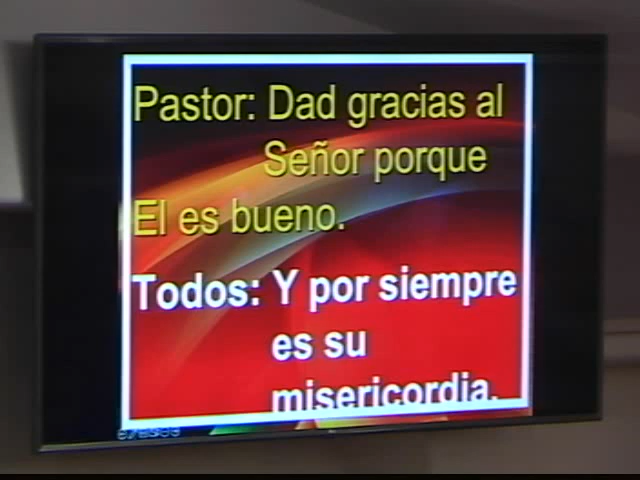 Pastor: Dad gracias al
Señor porque
El es bueno.
Todos: Y por siempre
es su
misericordia.